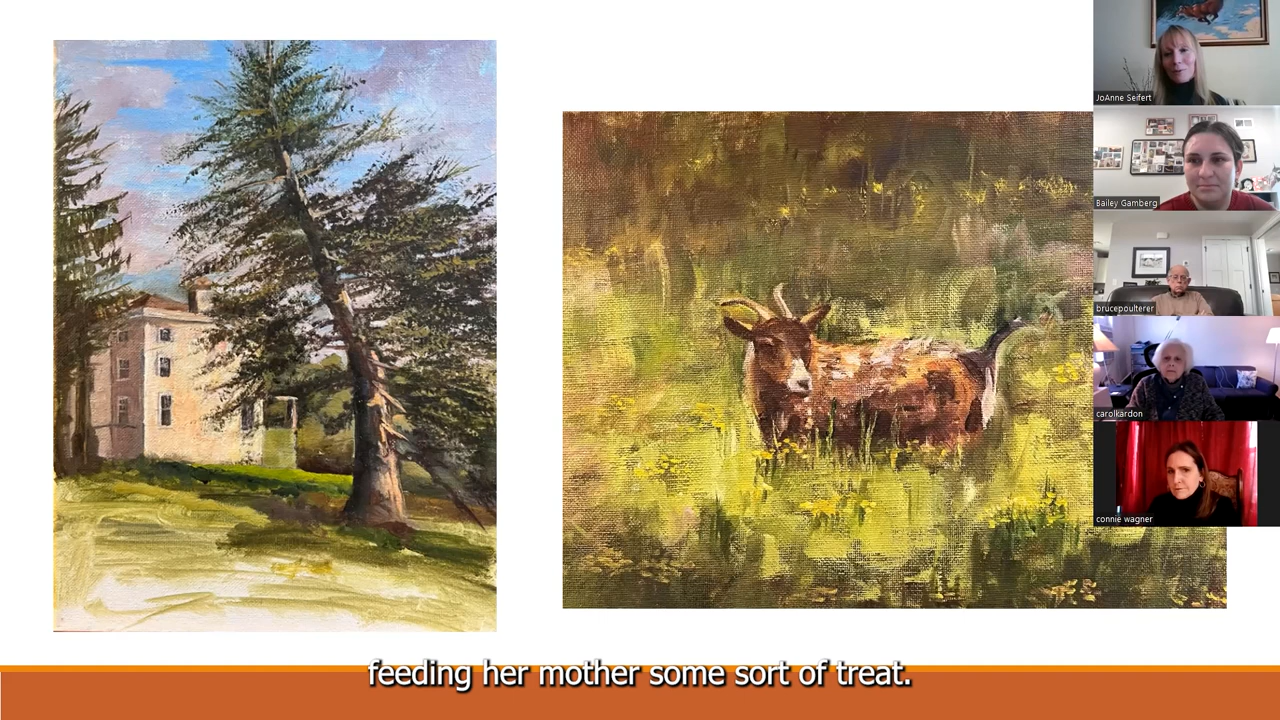 JoAnne Seifert
Bailey Gamberg
brucepoulterer
carolkardon
connie wagner
feeding her mother some sort of treat.